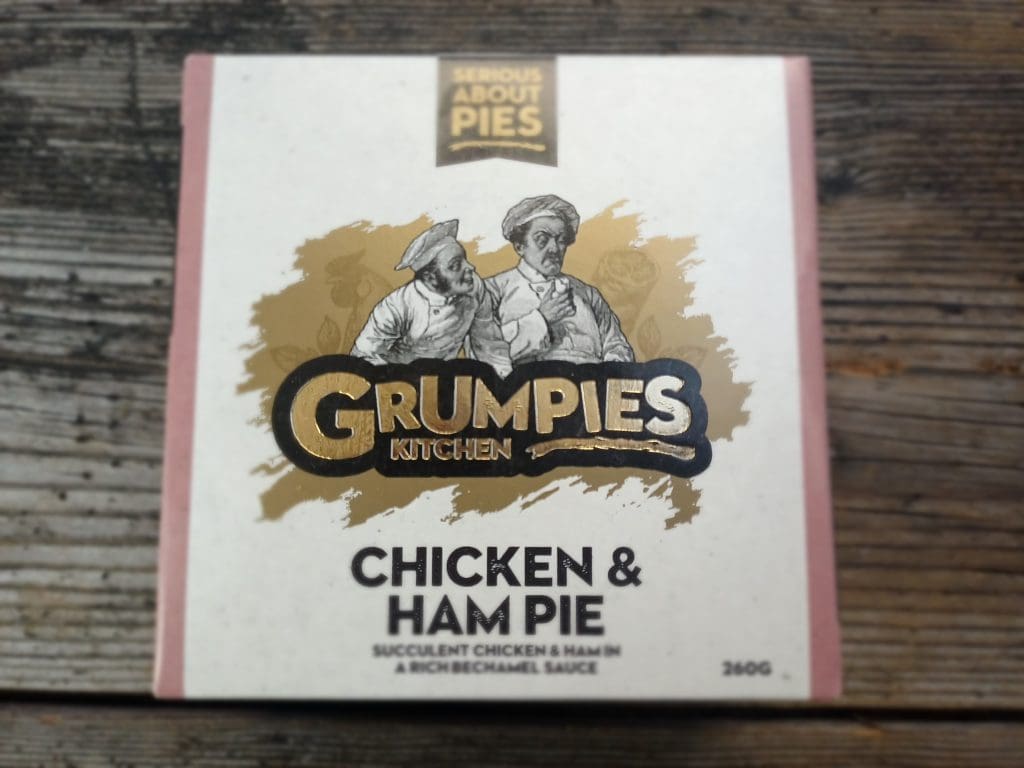 SERIOUS
ABOUT
PIES
GRUMPIES
KITCHEN
CHICKEN &
HAM PIE
SUCCULENT CHICKEN & HAM IN
A RICH BECHAMEL SAUCE
260G